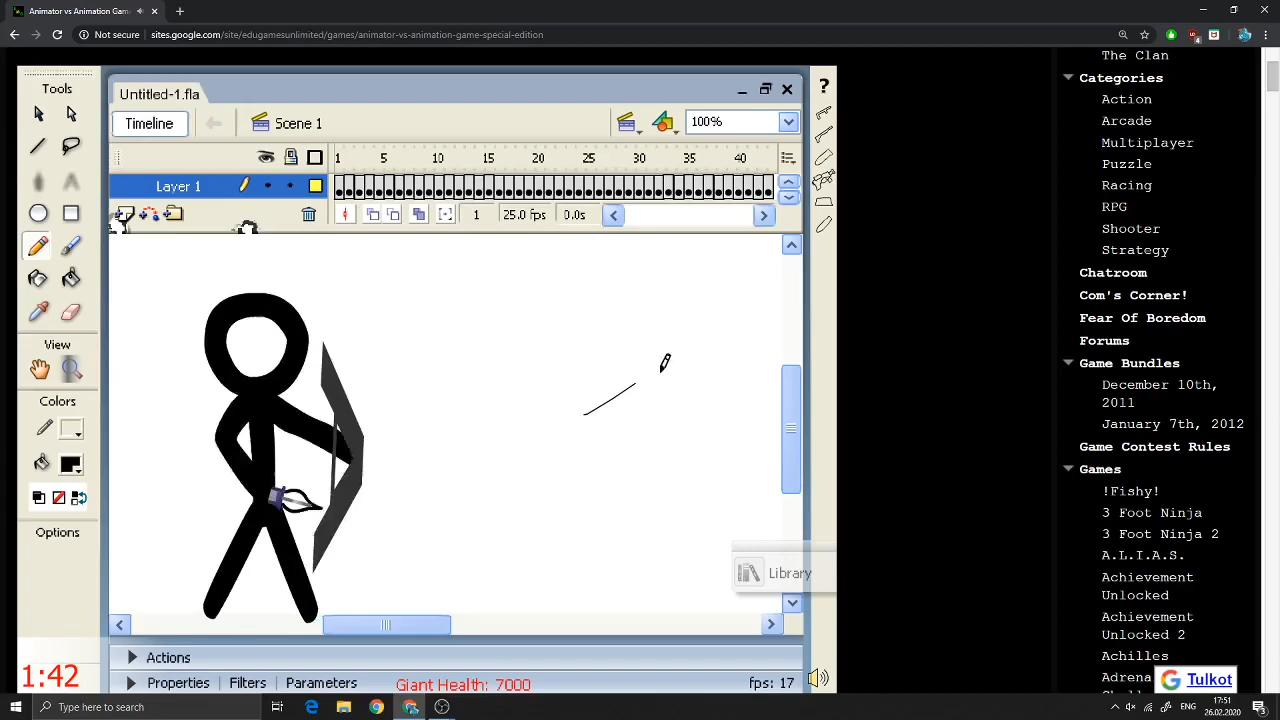 Animator vs Animation Gam
Not secure
sites.google.com/site/edugamesunlimited/games/animator-vs-animation-game-special-edition
Tools
View
Colors
Options
1:42
Untitled-1.fla
Timeline
Scene 1
100%
1 5 10 15 20 25 30 35 40
Layer 1
1 25.0 fps 0.0s
Library
Actions
Properties Filters Parameters Giant Health: 7000 fps: 17
?
The Clan
Categories
Action
Arcade
Multiplayer
Puzzle
Racing
RPG
Shooter
Strategy
Chatroom
Com's Corner!
Fear Of Boredom
Forums
Game Bundles
December 10th,
2011
January 7th, 2012
Game Contest Rules
Games
!Fishy!
3 Foot Ninja
3 Foot Ninja 2
A.L.I.A.S.
Achievement
Unlocked
Achievement
Unlocked 2
Achilles
Adrena
Tulkot
Type here to search
ENG
17:51
26.02.2020
3